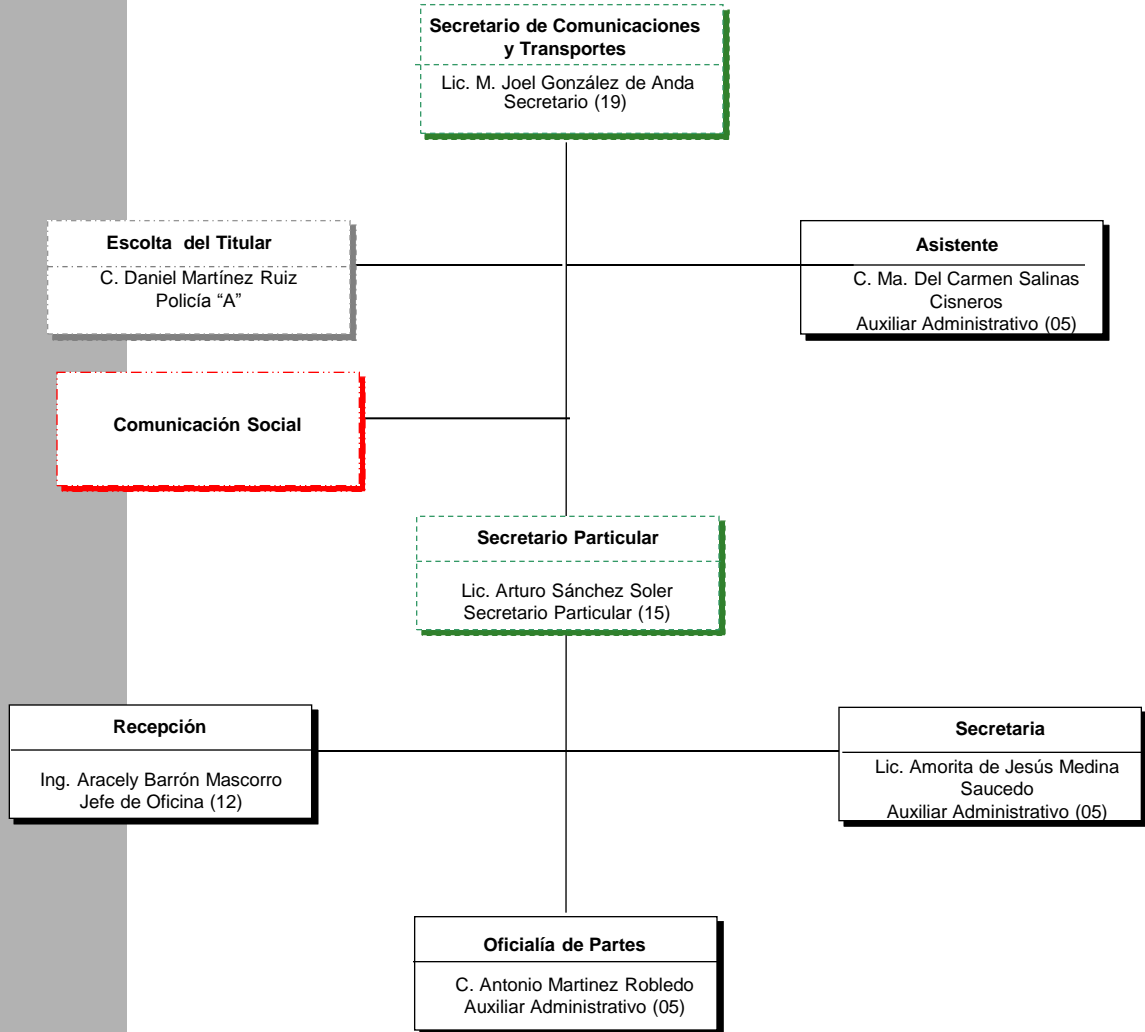 Secretario de Comunicaciones
y Transportes
Lic. M. Joel González de Anda
Secretario (19)
Escolta del Titular
C. Daniel Martínez Ruiz
Policía “A”
Asistente
C. Ma. Del Carmen Salinas
Cisneros
Auxiliar Administrativo (05)
Comunicación Social
Secretario Particular
Lic. Arturo Sánchez Soler
Secretario Particular (15)
Recepción
Ing. Aracely Barrón Mascorro
Jefe de Oficina (12)
Secretaria
Lic. Amorita de Jesús Medina
Saucedo
Auxiliar Administrativo (05)
Oficialía de Partes
C. Antonio Martinez Robledo
Auxiliar Administrativo (05)